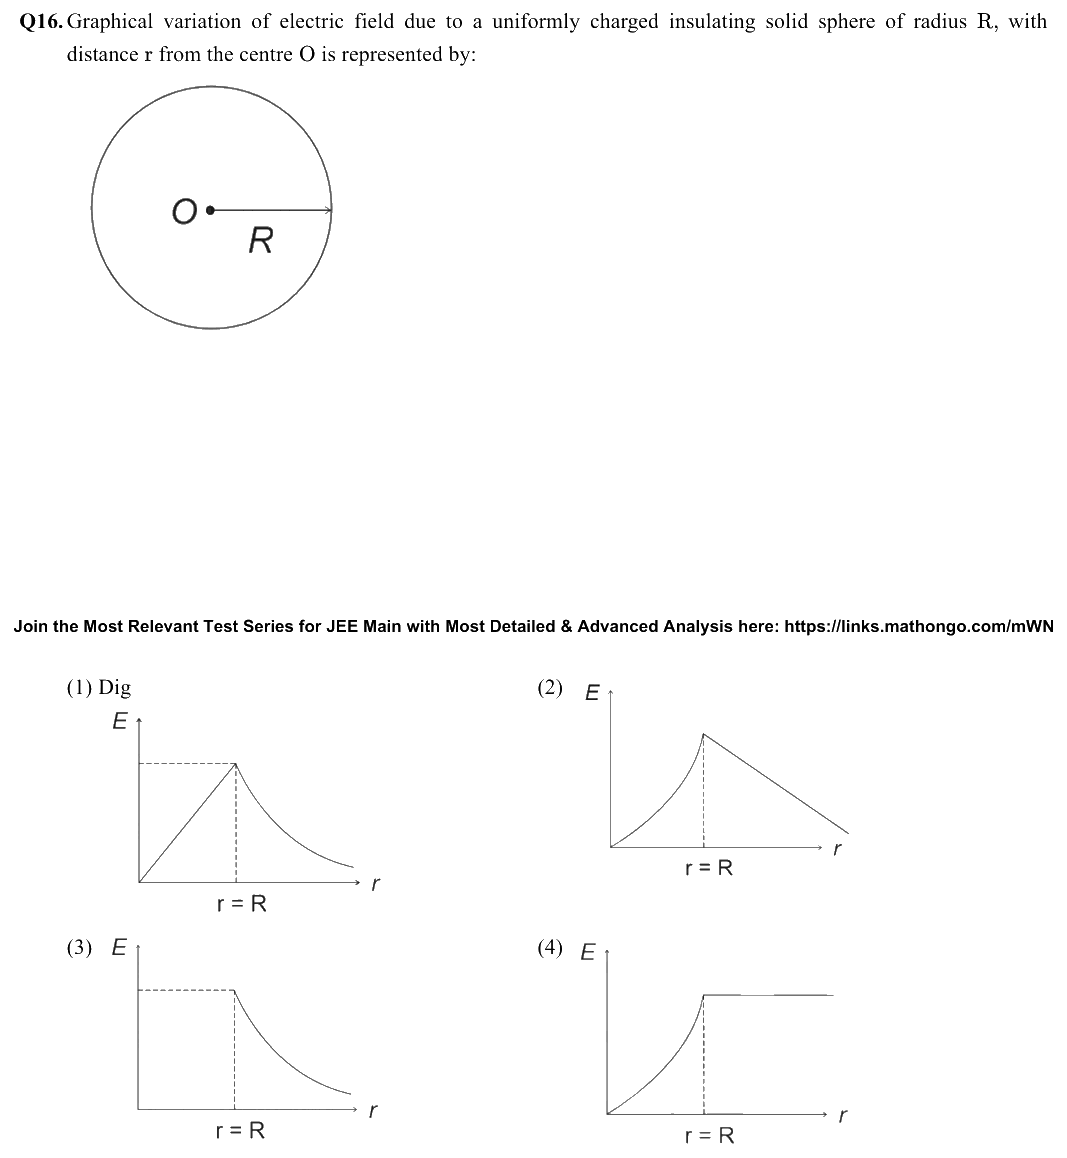 Q16. Graphical variation of electric field due to a uniformly charged insulating solid sphere of radius R, with
distance r from the centre O is represented by:
O
R
Join the Most Relevant Test Series for JEE Main with Most Detailed & Advanced Analysis here: https://links.mathongo.com/mWN
(1) Dig
E
r
r = R
(2) E
r
r = R
(3) E
r
r = R
(4) E
r
r = R